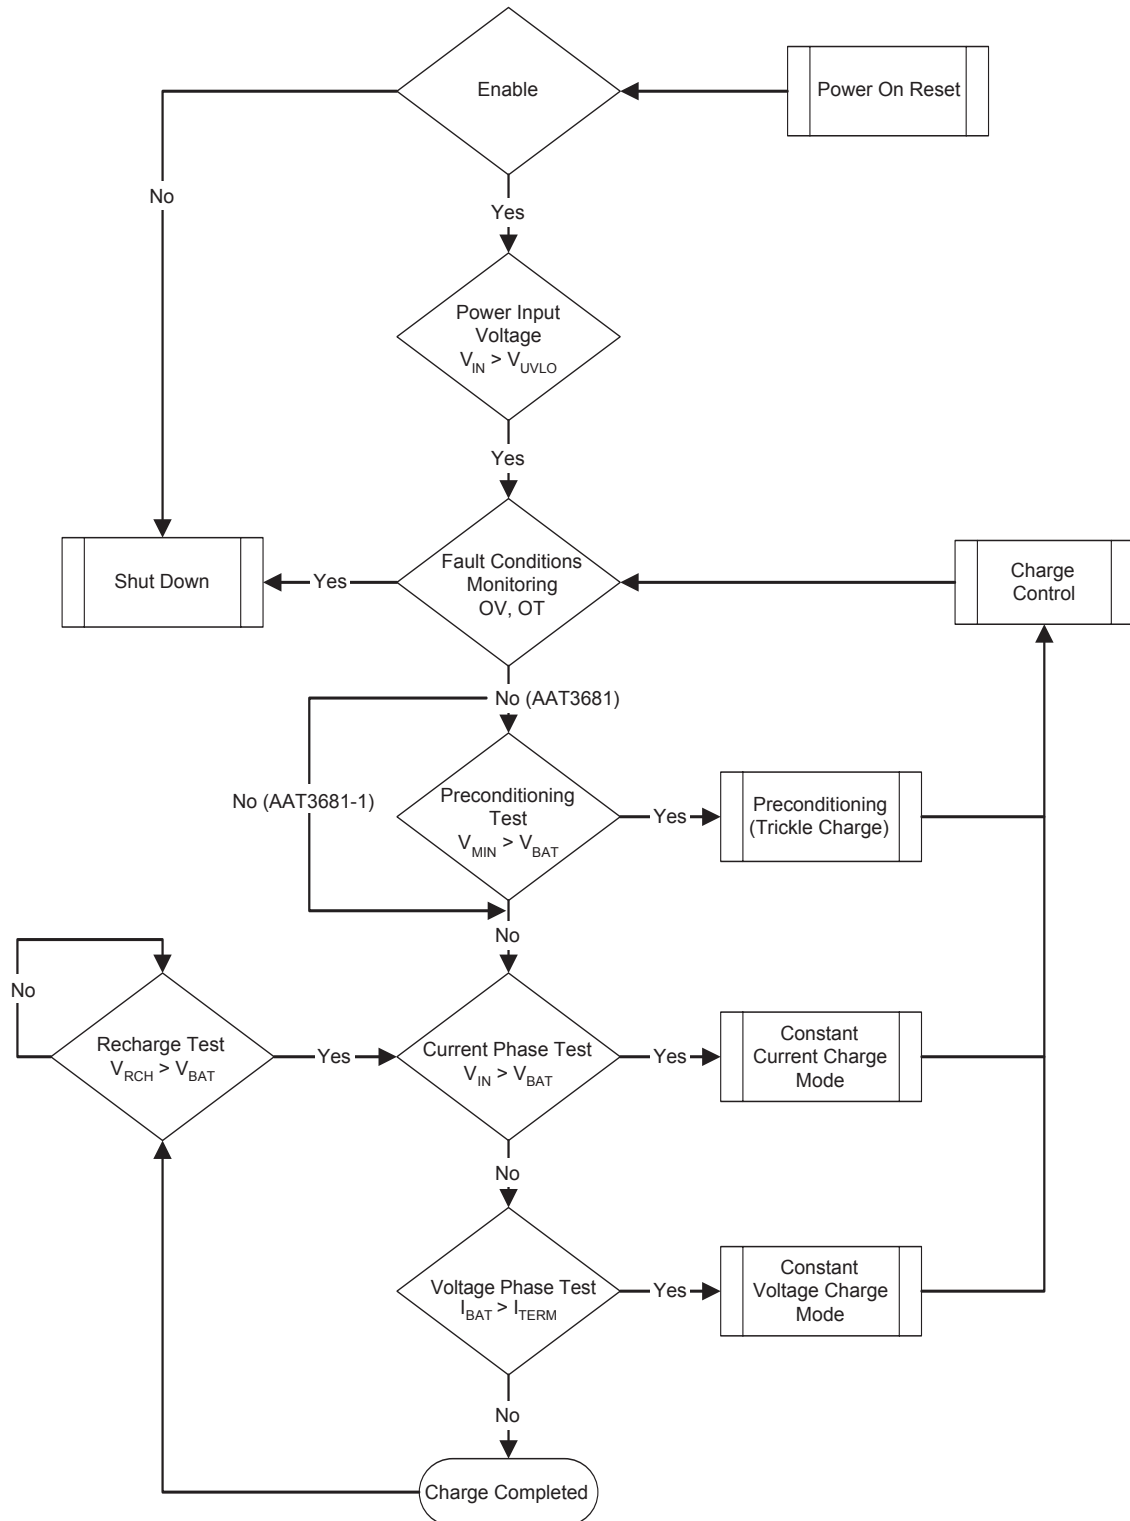 Enable
Power On Reset
No
Yes
Power Input
Voltage
V_IN > V_UVLO
Yes
Fault Conditions
Monitoring
OV, OT
Yes
Shut Down
Charge
Control
No (AAT3681)
No (AAT3681-1)
Preconditioning
Test
V_MIN > V_BAT
Yes
Preconditioning
(Trickle Charge)
No
No
Recharge Test
V_RCH > V_BAT
Yes
Current Phase Test
V_IN > V_BAT
Yes
Constant
Current Charge
Mode
No
Voltage Phase Test
I_BAT > I_TERM
Yes
Constant
Voltage Charge
Mode
No
Charge Completed